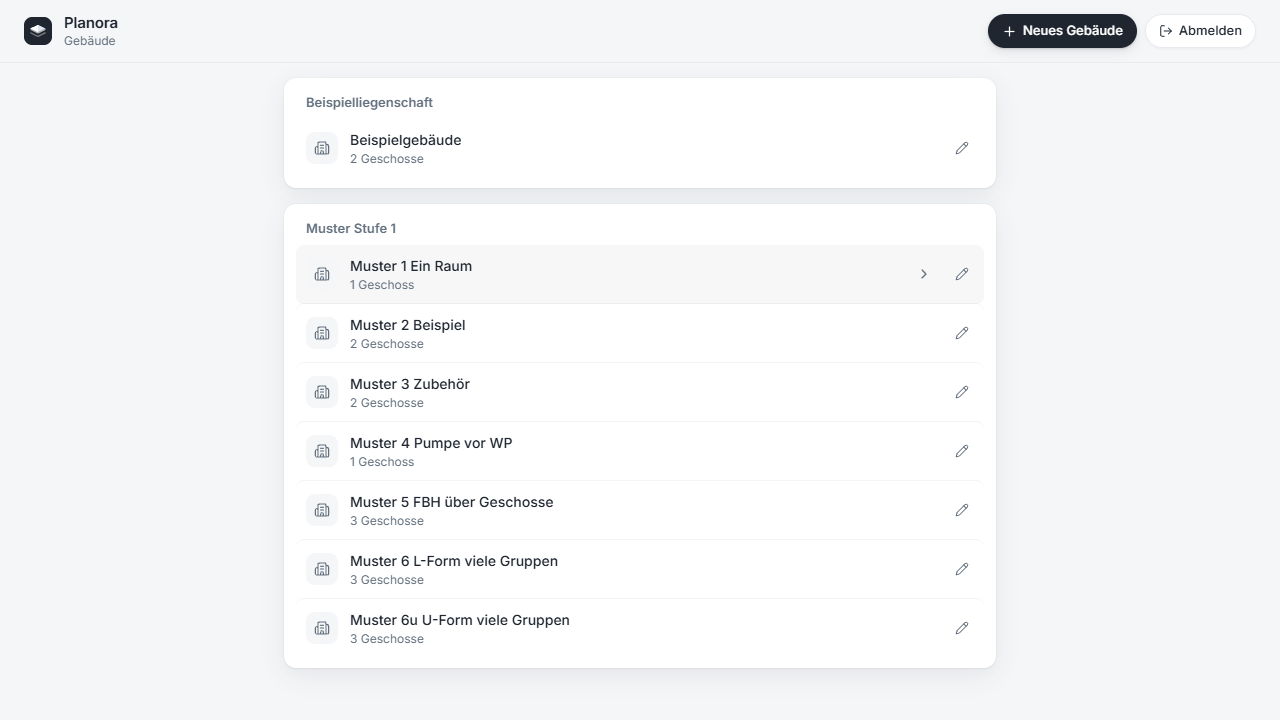 Planora
Gebäude
Neues Gebäude
Abmelden
Beispielliegenschaft
Beispielgebäude
2 Geschosse
Muster Stufe 1
Muster 1 Ein Raum
1 Geschoss
Muster 2 Beispiel
2 Geschosse
Muster 3 Zubehör
2 Geschosse
Muster 4 Pumpe vor WP
1 Geschoss
Muster 5 FBH über Geschosse
3 Geschosse
Muster 6 L-Form viele Gruppen
3 Geschosse
Muster 6u U-Form viele Gruppen
3 Geschosse